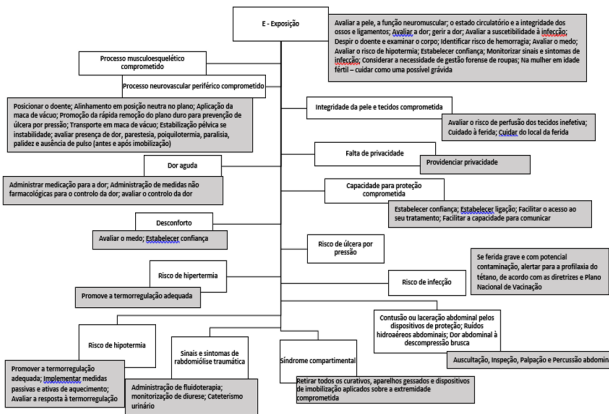 E - Exposição
Avaliar a pele, a função neuromuscular; o estado circulatório e a integridade dos
ossos e ligamentos; Avaliar a dor; gerir a dor; Avaliar a suscetibilidade à infecção;
Despir o doente e examinar o corpo; Identificar risco de hemorragia; Avaliar o medo;
Avaliar o risco de hipotermia; Estabelecer confiança; Monitorizar sinais e sintomas de
infecção; Considerar a necessidade de gestão forense de roupas; Na mulher em idade
fértil – cuidar como uma possível grávida
Processo musculoesquelético
comprometido
Processo neurovascular periférico comprometido
Posicionar o doente; Alinhamento em posição neutra no plano; Aplicação da
maca de vácuo; Promoção da rápida remoção do plano duro para prevenção de
úlcera por pressão; Transporte em maca de vácuo; Estabilização pélvica se
instabilidade; avaliar presença de dor, parestesia, poiquilotermia, paralisia,
palidez e ausência de pulso (antes e após imobilização)
Integridade da pele e tecidos comprometida
Avaliar o risco de perfusão dos tecidos inefetiva;
Cuidado à ferida; Cuidar do local da ferida
Falta de privacidade
Providenciar privacidade
Dor aguda
Administrar medicação para a dor; Administração de medidas não
farmacológicas para o controlo da dor; avaliar o controlo da dor
Capacidade para proteção
comprometida
Estabelecer confiança; Estabelecer ligação; Facilitar o acesso ao
seu tratamento; Facilitar a capacidade para comunicar
Desconforto
Avaliar o medo; Estabelecer confiança
Risco de úlcera por
pressão
Risco de hipertermia
Promove a termorregulação adequada
Risco de infecção
Se ferida grave e com potencial
contaminação, alertar para a profilaxia do
tétano, de acordo com as diretrizes e Plano
Nacional de Vacinação
Contusão ou laceração abdominal pelos
dispositivos de proteção; Ruídos
hidroaéreos abdominais; Dor abdominal à
descompressão brusca
Auscultação, Inspeção, Palpação e Percussão abdomin
Risco de hipotermia
Promover a termorregulação
adequada; Implementar medidas
passivas e ativas de aquecimento;
Avaliar a resposta à termorregulação
Sinais e sintomas de
rabdomiólise traumática
Administração de fluidoterapia;
monitorização de diurese; Cateterismo
urinário
Síndrome compartimental
Retirar todos os curativos, aparelhos gessados e dispositivos
de imobilização aplicados sobre a extremidade
comprometida